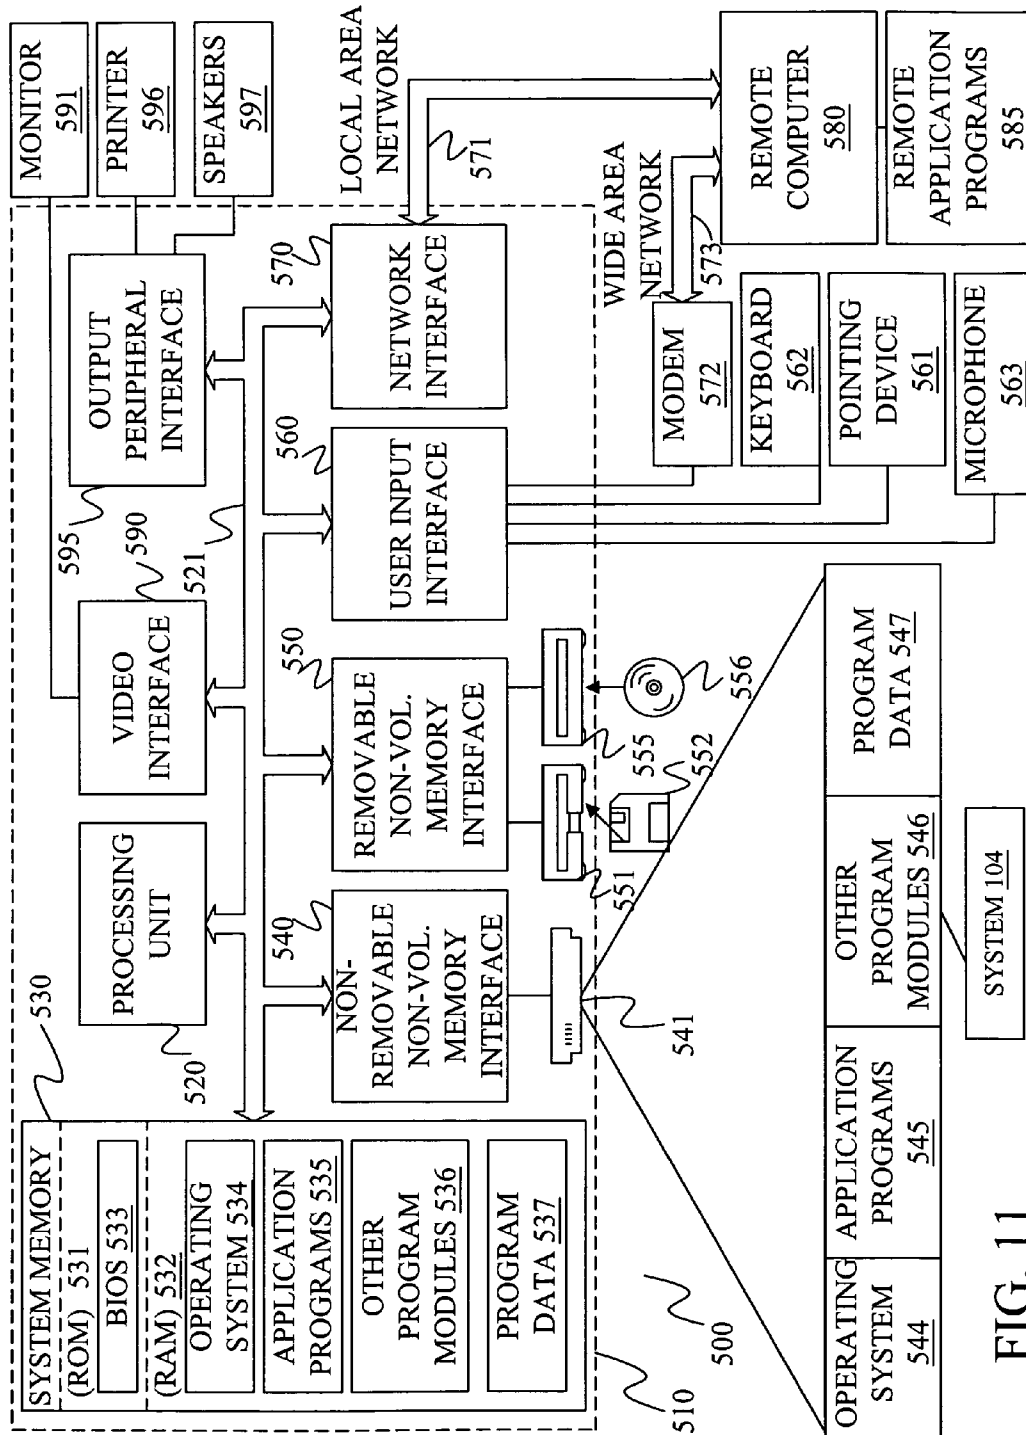 SYSTEM MEMORY
(ROM) 531
BIOS 533
(RAM) 532
OPERATING
SYSTEM 534
APPLICATION
PROGRAMS 535
OTHER
PROGRAM
MODULES 536
PROGRAM
DATA 537
530
PROCESSING
UNIT
520
VIDEO
INTERFACE
590
521
OUTPUT
PERIPHERAL
INTERFACE
595
MONITOR
591
PRINTER
596
SPEAKERS
597
NON-
REMOVABLE
NON-VOL.
MEMORY
INTERFACE
540
REMOVABLE
NON-VOL.
MEMORY
INTERFACE
550
USER INPUT
INTERFACE
560
NETWORK
INTERFACE
570
LOCAL AREA
NETWORK
571
541
551
552
555
556
WIDE AREA
NETWORK
573
MODEM
572
KEYBOARD
562
POINTING
DEVICE
561
MICROPHONE
563
REMOTE
COMPUTER
580
REMOTE
APPLICATION
PROGRAMS
585
510
500
OPERATING
SYSTEM
544
APPLICATION
PROGRAMS
545
OTHER
PROGRAM
MODULES 546
PROGRAM
DATA 547
SYSTEM 104
FIG. 11